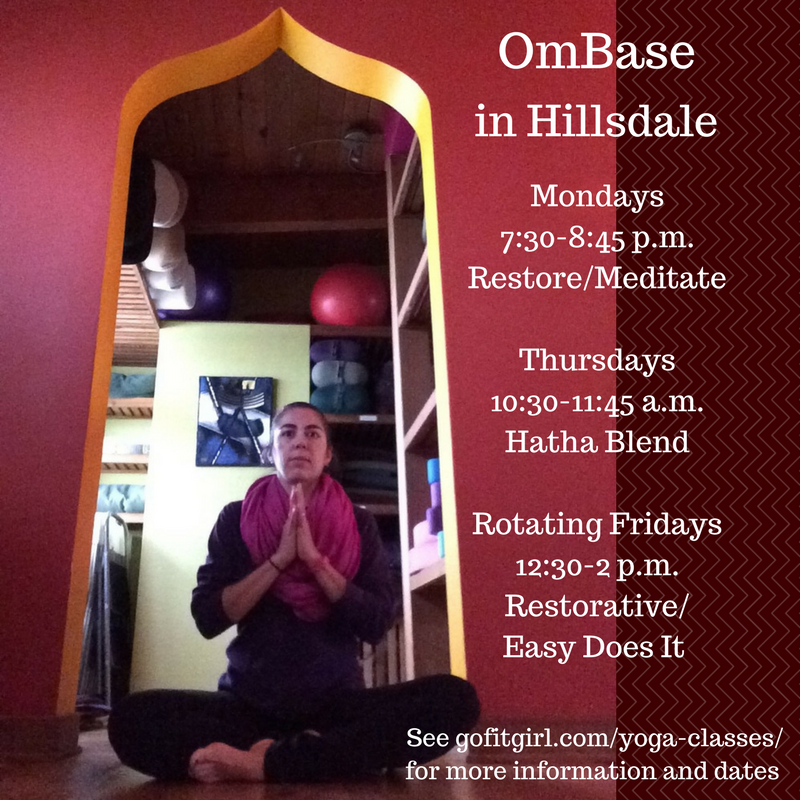 OmBase
in Hillsdale
Mondays
7:30-8:45 p.m.
Restore/Meditate
Thursdays
10:30-11:45 a.m.
Hatha Blend
Rotating Fridays
12:30-2 p.m.
Restorative/
Easy Does It
See gofitgirl.com/yoga-classes/
for more information and dates